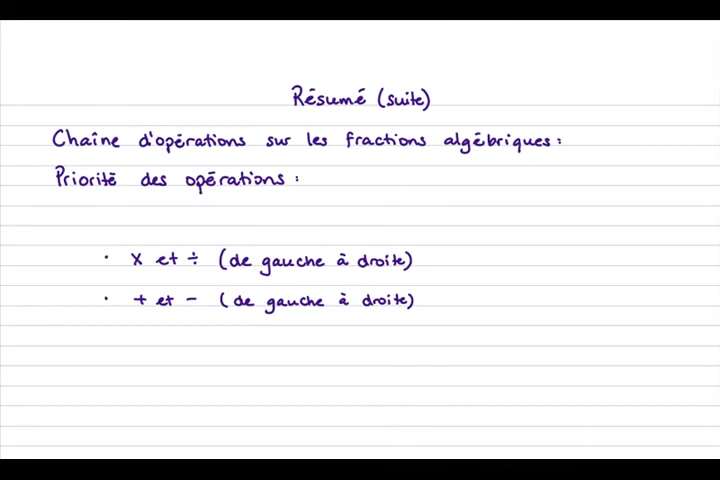 Résumé (suite)
Chaîne d'opérations sur les fractions algébriques :
Priorité des opérations :
· × et ÷ (de gauche à droite)
· + et - (de gauche à droite)